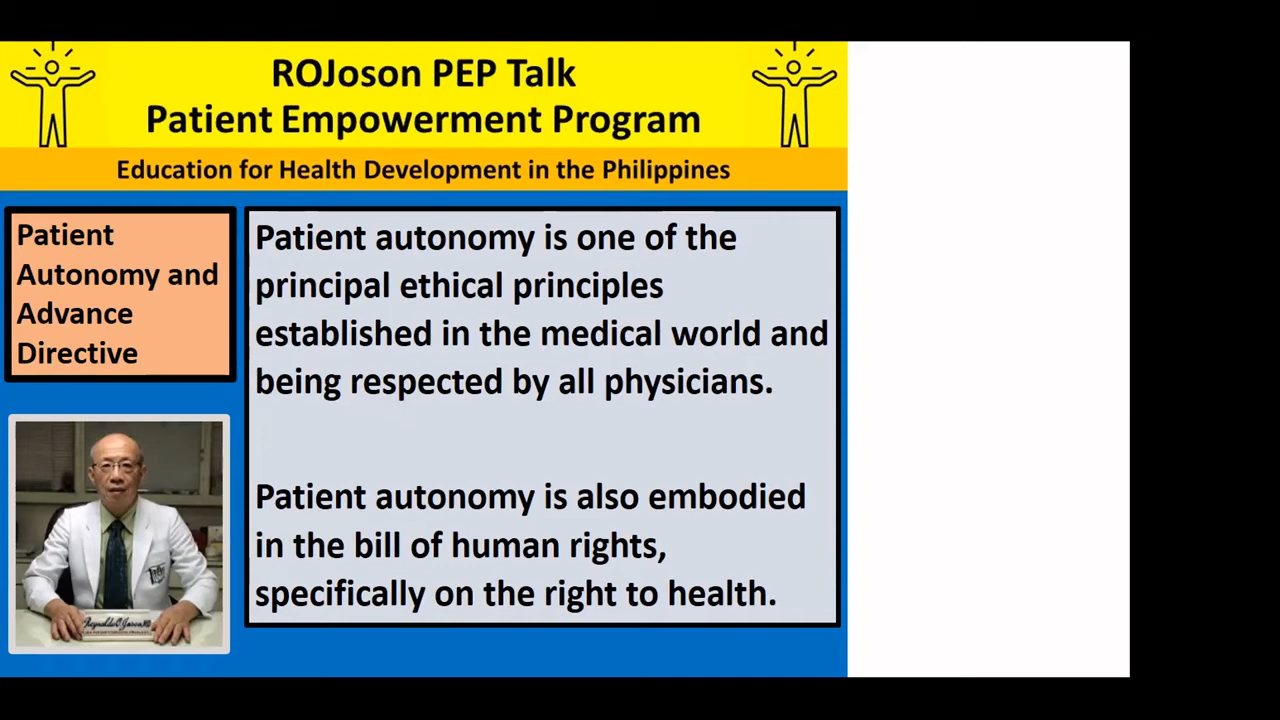 ROJoson PEP Talk
Patient Empowerment Program
Education for Health Development in the Philippines
Patient
Autonomy and
Advance
Directive
Patient autonomy is one of the
principal ethical principles
established in the medical world and
being respected by all physicians.
Patient autonomy is also embodied
in the bill of human rights,
specifically on the right to health.